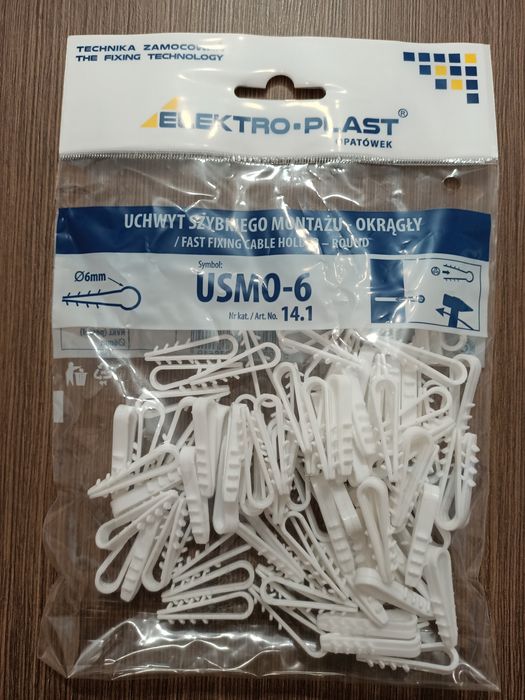 TECHNIKA ZAMOCOWAŃ
THE FIXING TECHNOLOGY
ELEKTRO•PLAST®
OPATÓWEK
UCHWYT SZYBKIEGO MONTAŻU - OKRĄGŁY
/ FAST FIXING CABLE HOLDER – ROUND
Symbol:
Ø6mm
USMO-6
Nr kat. / Art. No. 14.1